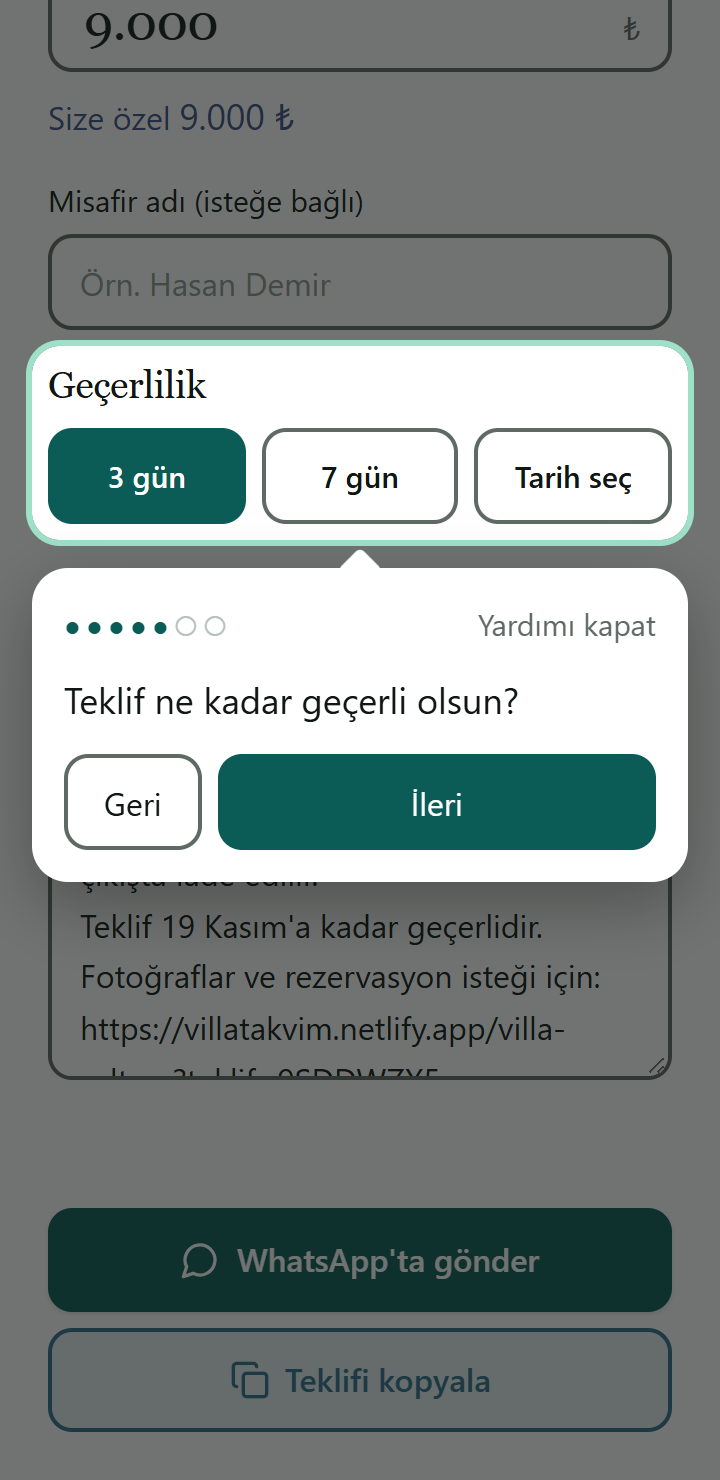 9.000 ₺
Size özel 9.000 ₺
Misafir adı (isteğe bağlı)
Örn. Hasan Demir
Geçerlilik
3 gün
7 gün
Tarih seç
Yardımı kapat
Teklif ne kadar geçerli olsun?
Geri
İleri
Teklif 19 Kasım'a kadar geçerlidir.
Fotoğraflar ve rezervasyon isteği için:
https://villatakvim.netlify.app/villa-
WhatsApp'ta gönder
Teklifi kopyala